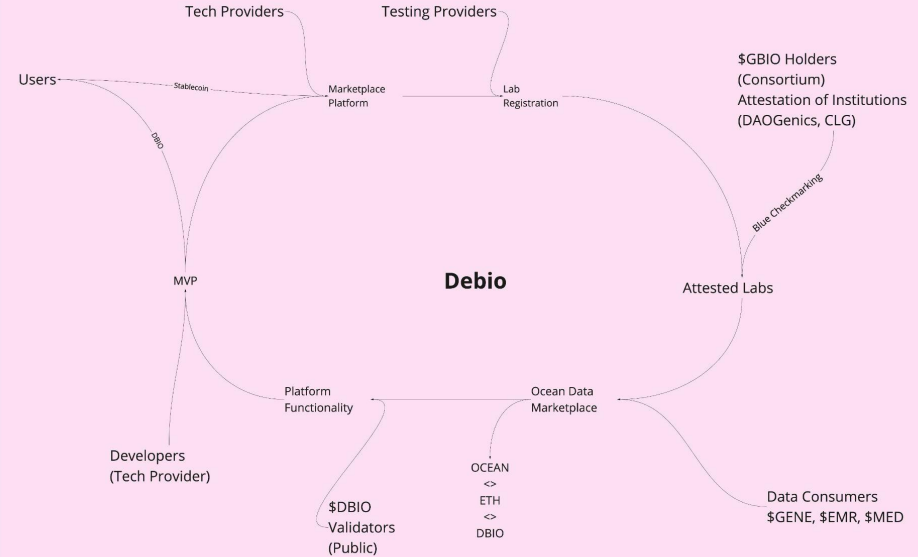 Tech Providers
Testing Providers
Users
Stablecoin
Marketplace
Platform
Lab
Registration
$GBIO Holders
(Consortium)
Attestation of Institutions
(DAOGenics, CLG)
DBIO
Blue Checkmarking
MVP
Debio
Attested Labs
Platform
Functionality
Ocean Data
Marketplace
Developers
(Tech Provider)
OCEAN
<>
ETH
<>
DBIO
$DBIO
Validators
(Public)
Data Consumers
$GENE, $EMR, $MED